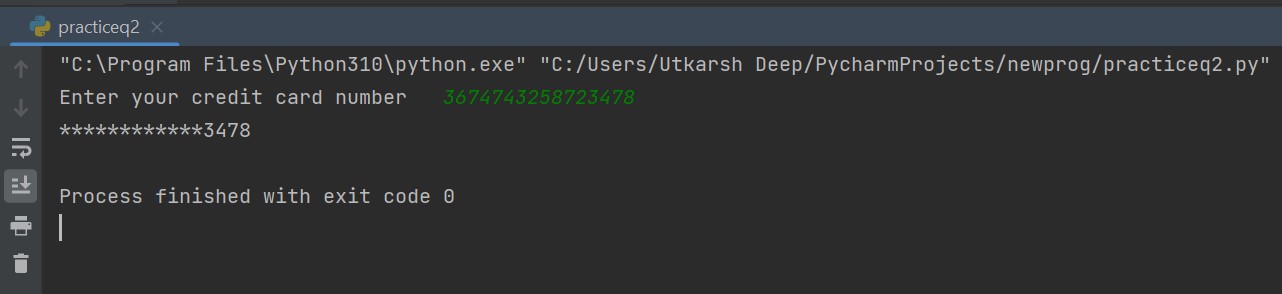 practiceq2
"C:\Program Files\Python310\python.exe" "C:/Users/Utkarsh Deep/PycharmProjects/newprog/practiceq2.py"
Enter your credit card number   3674743258723478
************3478
Process finished with exit code 0